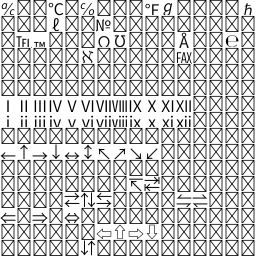 ℀ ℃ ℅ ℉ ℊ ℏ
ℓ №
℡ ™ Ω ℧ Å ℮
ℵ ℻
Ⅰ Ⅱ Ⅲ Ⅳ Ⅴ Ⅵ Ⅶ Ⅷ Ⅸ Ⅹ Ⅺ Ⅻ
ⅰ ⅱ ⅲ ⅳ ⅴ ⅵ ⅶ ⅷ ⅸ ⅹ ⅺ ⅻ
← ↑ → ↓ ↔ ↕ ↖ ↗ ↘ ↙
↸ ↹
⇄ ⇅ ⇆ ⇋ ⇌
⇐ ⇒ ⇔
⇦ ⇧ ⇨ ⇩
⇵